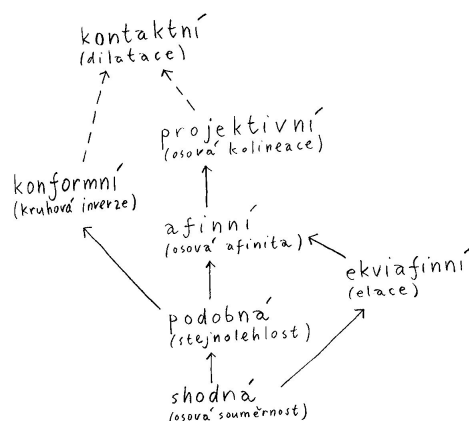 kontaktní
(dilatace)
projektivní
(osová kolineace)
konformní
(kruhová inverze)
afinní
(osová afinita)
ekviafinní
(elace)
podobná
(stejnolehlost)
shodná
(osová souměrnost)